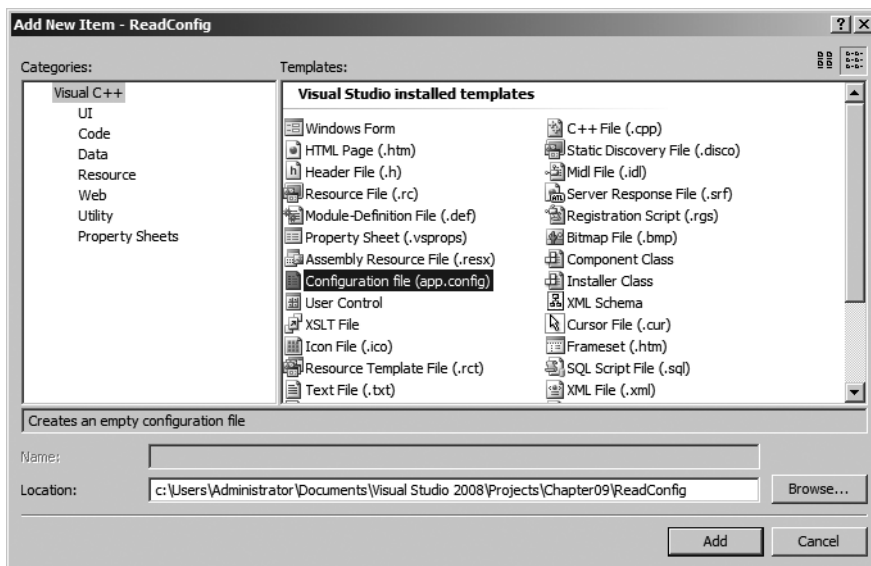 Add New Item - ReadConfig
Categories:
Templates:
Visual C++
UI
Code
Data
Resource
Web
Utility
Property Sheets
Visual Studio installed templates
Windows Form
HTML Page (.htm)
Header File (.h)
Resource File (.rc)
Module-Definition File (.def)
Property Sheet (.vsprops)
Assembly Resource File (.resx)
Configuration file (app.config)
User Control
XSLT File
Icon File (.ico)
Resource Template File (.rct)
Text File (.txt)
C++ File (.cpp)
Static Discovery File (.disco)
Midl File (.idl)
Server Response File (.srf)
Registration Script (.rgs)
Bitmap File (.bmp)
Component Class
Installer Class
XML Schema
Cursor File (.cur)
Frameset (.htm)
SQL Script File (.sql)
XML File (.xml)
Creates an empty configuration file
Name:
Location:
c:\Users\Administrator\Documents\Visual Studio 2008\Projects\Chapter09\ReadConfig
Browse...
Add
Cancel